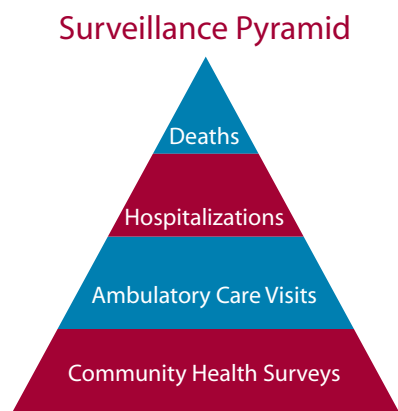 Surveillance Pyramid
Deaths
Hospitalizations
Ambulatory Care Visits
Community Health Surveys